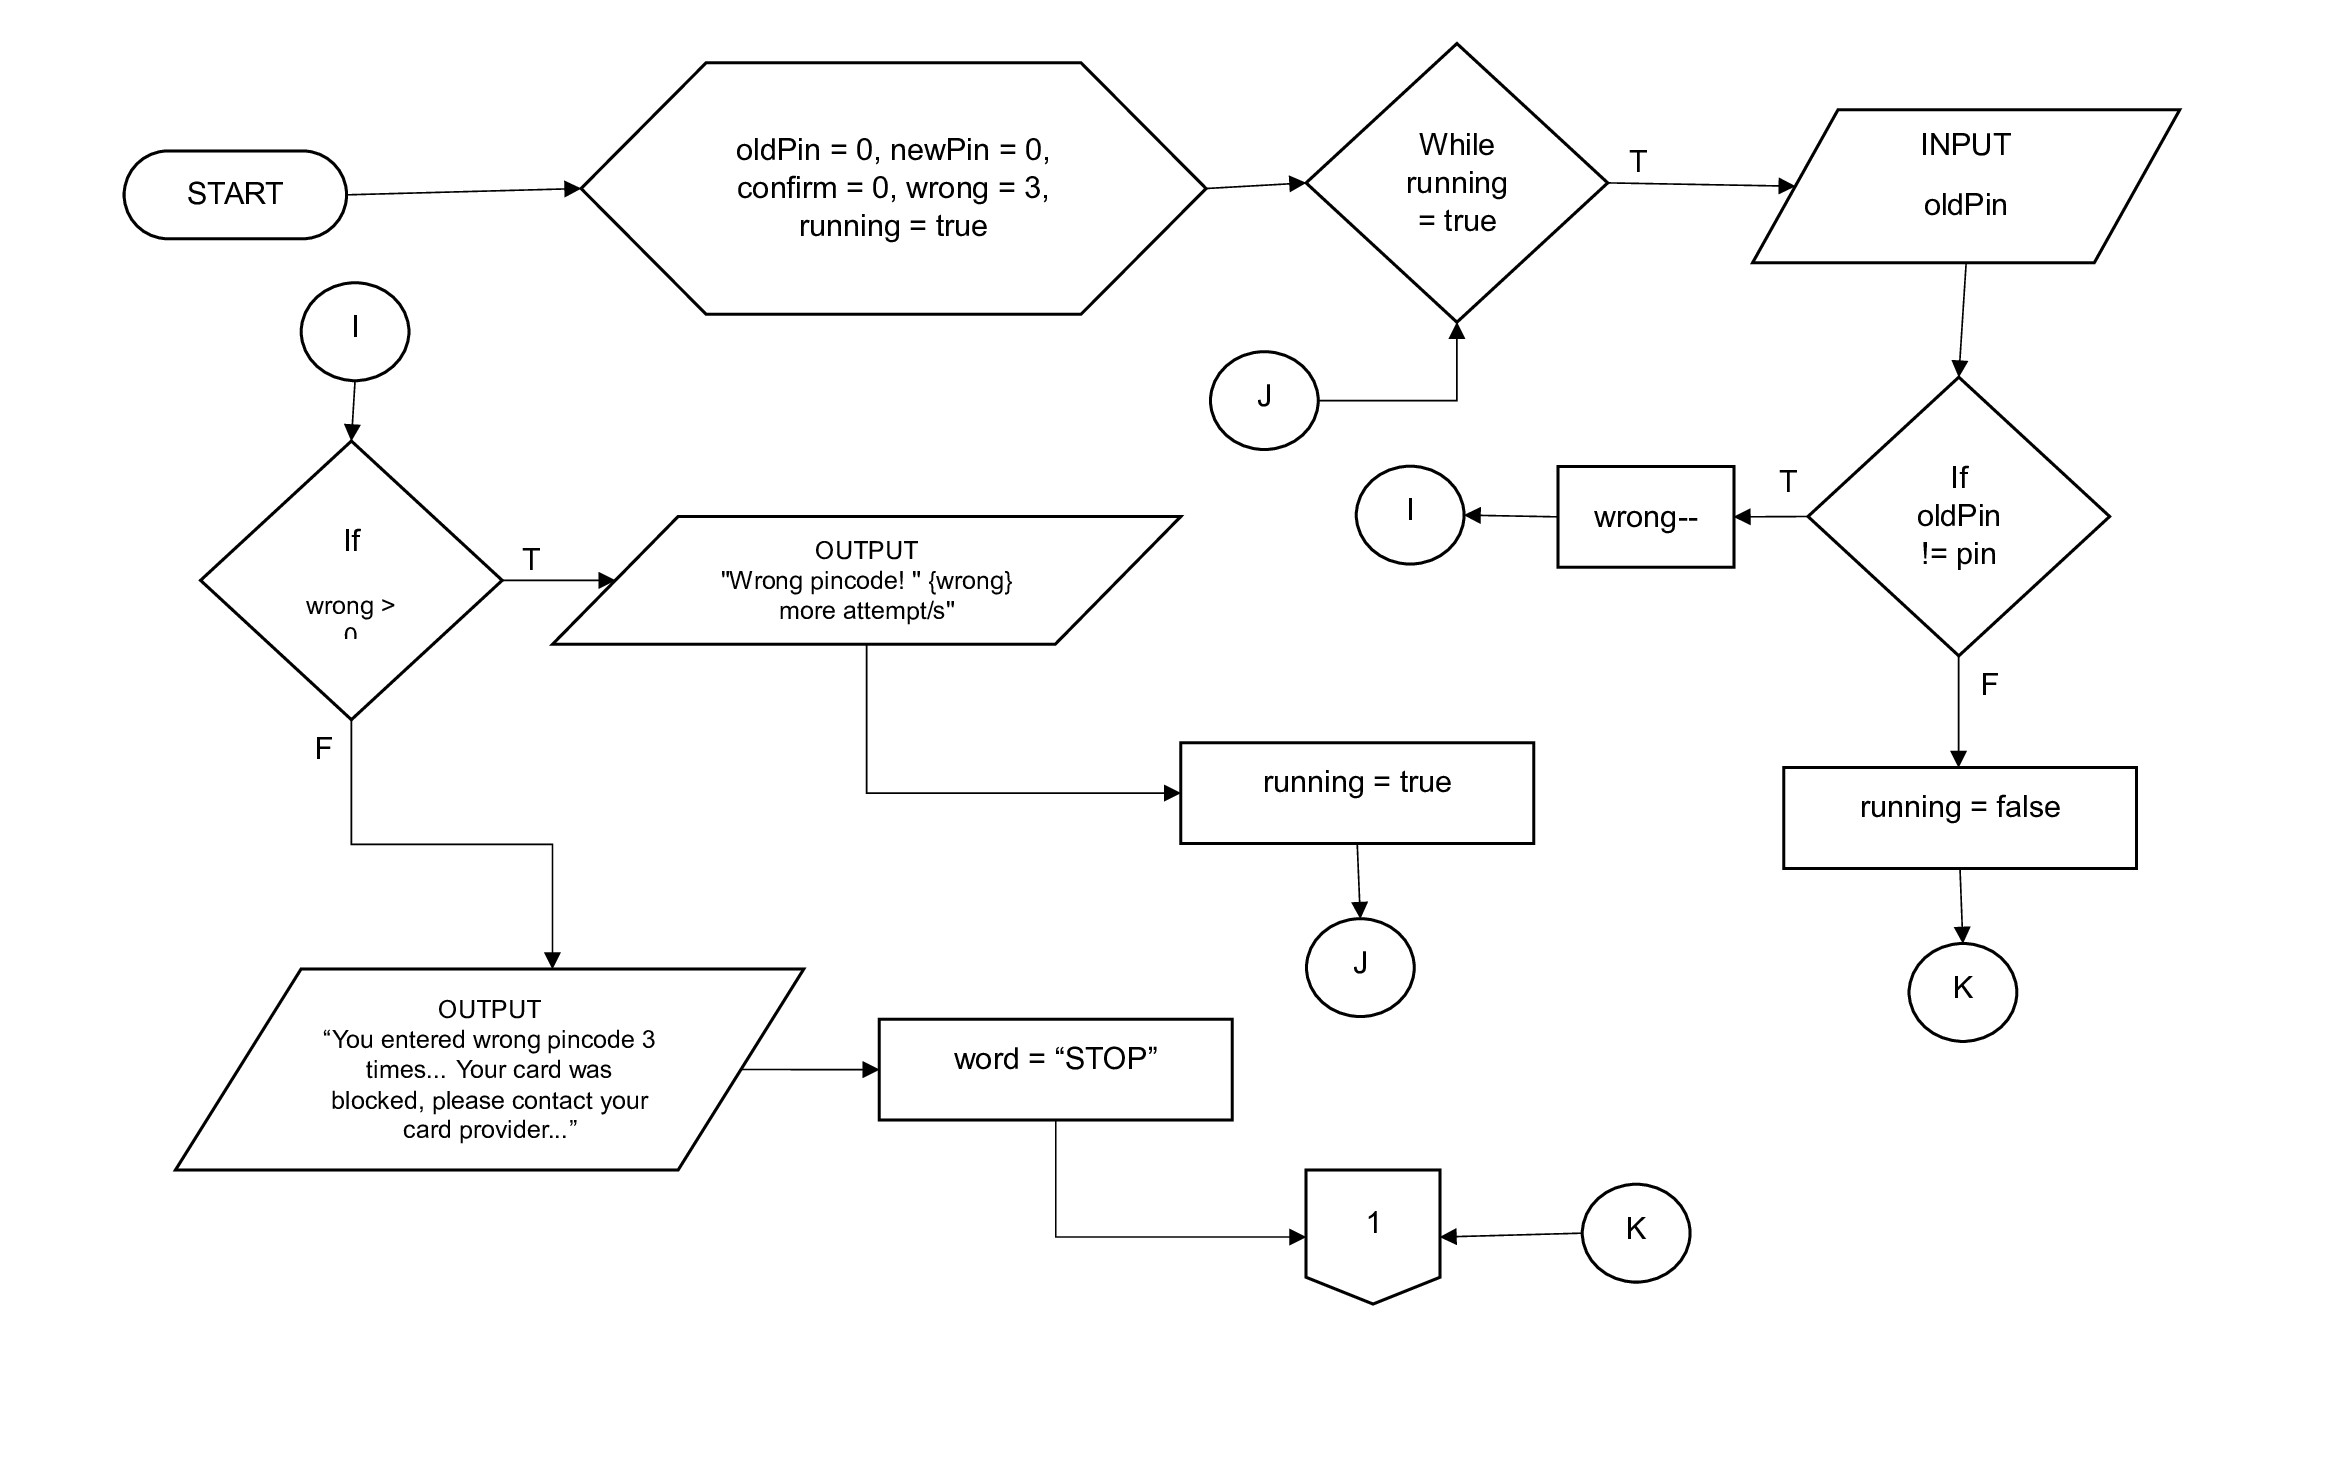 START
oldPin = 0, newPin = 0,
confirm = 0, wrong = 3,
running = true
While
running
= true
T
INPUT
oldPin
I
J
If
oldPin
!= pin
T
wrong--
I
F
If
wrong >
0
T
OUTPUT
"Wrong pincode! " {wrong}
more attempt/s"
F
running = true
running = false
J
K
OUTPUT
“You entered wrong pincode 3
times... Your card was
blocked, please contact your
card provider...”
word = “STOP”
1
K